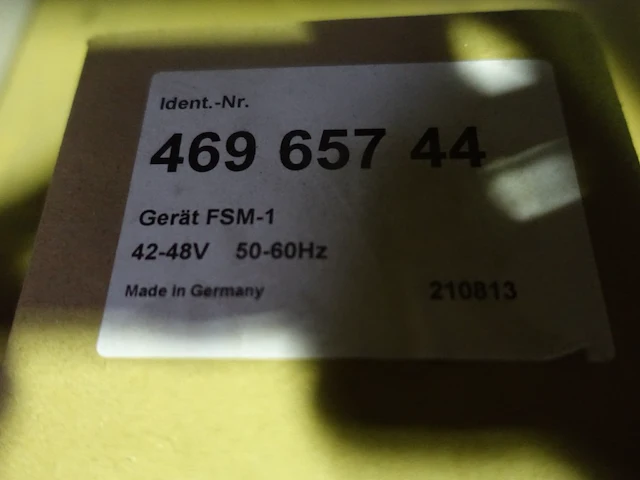 Ident.-Nr.
469 657 44
Gerät FSM-1
42-48V 50-60Hz
Made in Germany 210813